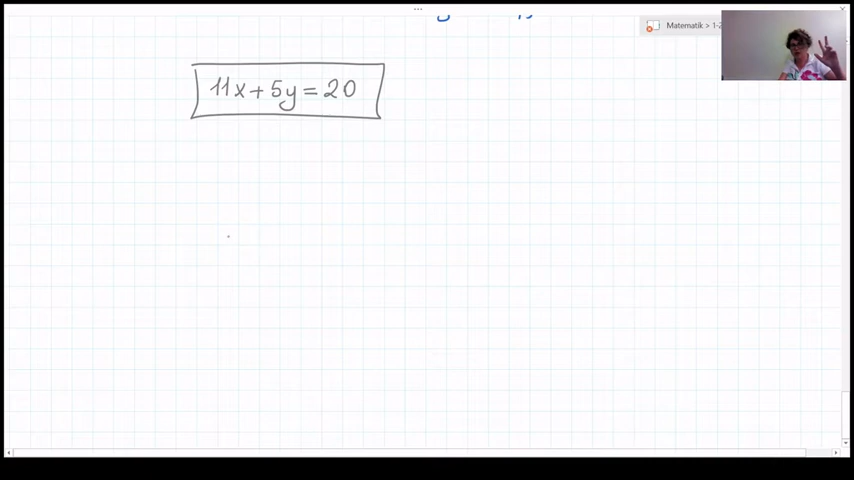 Matematik > 1-2
11x + 5y = 20